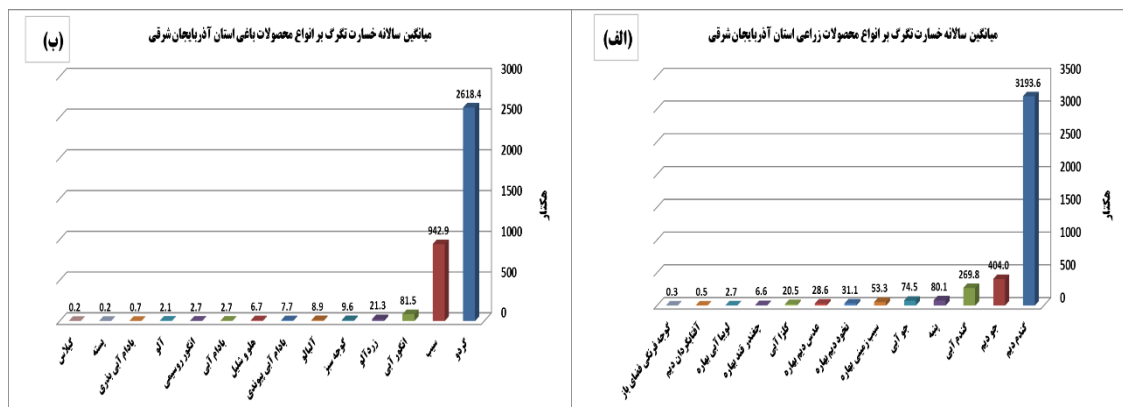 (الف)
میانگین سالانه خسارت تگرگ بر انواع محصولات زراعی استان آذربایجان شرقی
هکتار
3500
3000
2500
2000
1500
1000
500
0
3193.6
404.0
269.8
80.1
74.5
53.3
31.1
28.6
20.5
6.6
2.7
0.5
0.3
گندم دیم
جو دیم
گندم آبی
پنبه
جو آبی
سیب زمینی بهاره
نخود دیم بهاره
عدس دیم بهاره
کلزا آبی
چغندر قند بهاره
لوبیا آبی بهاره
آفتابگردان دیم
گوجه فرنگی فضای باز
(ب)
میانگین سالانه خسارت تگرگ بر انواع محصولات باغی استان آذربایجان شرقی
هکتار
3000
2500
2000
1500
1000
500
0
2618.4
942.9
81.5
21.3
9.6
8.9
7.7
6.7
2.7
2.7
2.1
0.7
0.2
0.2
گردو
سیب
انگور آبی
زردآلو
گوجه سبز
آلبالو
بادام آبی پیوندی
هلو و شلیل
بادام آبی
انگور روسیمی
آلو
بادام آبی بذری
پسته
گیلاس